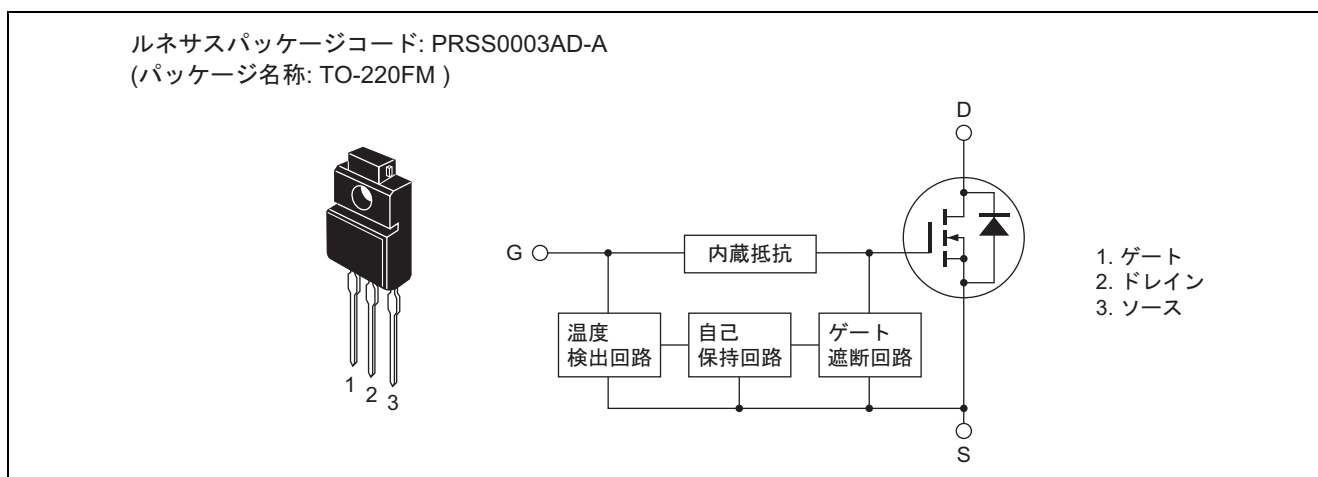 ルネサスパッケージコード: PRSS0003AD-A
(パッケージ名称: TO-220FM )
D
G
内蔵抵抗
温度
検出回路
自己
保持回路
ゲート
遮断回路
1. ゲート
2. ドレイン
3. ソース
1
2
3
S